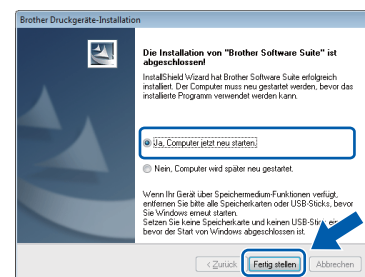 Brother Druckgeräte-Installation
Die Installation von "Brother Software Suite" ist
abgeschlossen!
InstallShield Wizard hat Brother Software Suite erfolgreich
installiert. Der Computer muss neu gestartet werden, bevor das
installierte Programm verwendet werden kann.
Ja, Computer jetzt neu starten.
Nein, Computer wird später neu gestartet.
Wenn Ihr Gerät über Speichermedium-Funktionen verfügt,
entfernen Sie bitte alle Speicherkarten oder USB-Sticks, bevor
Sie Windows erneut starten.
Setzen Sie keine Speicherkarte und keinen USB-Stick ein,
bevor der Start von Windows abgeschlossen ist.
< Zurück Fertig stellen Abbrechen